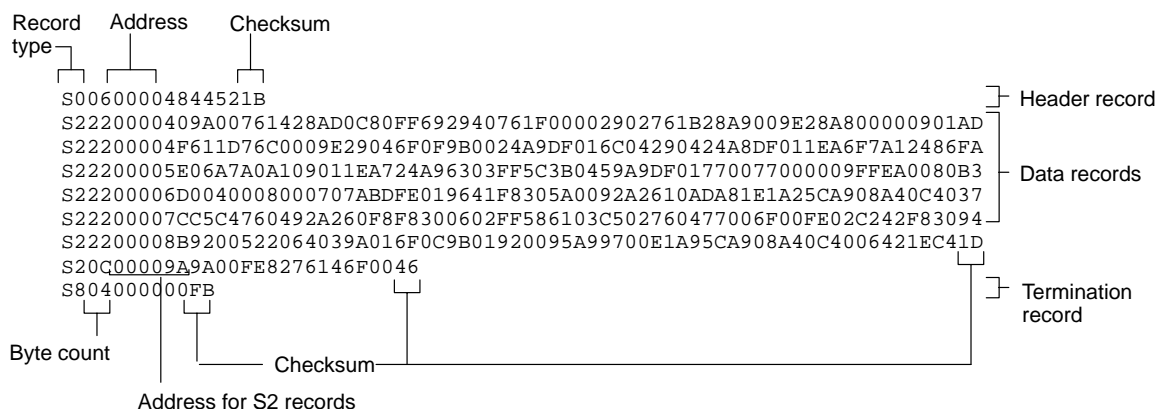 Record type Address Checksum
S00600004844521B Header record
S2220000409A00761428AD0C80FF692940761F00002902761B28A9009E28A800000901AD
S22200004F611D76C0009E29046F0F9B0024A9DF016C04290424A8DF011EA6F7A12486FA
S22200005E06A7A0A109011EA724A96303FF5C3B0459A9DF01770077000009FFEA0080B3 Data records
S22200006D0040008000707ABDFE019641F8305A0092A2610ADA81E1A25CA908A40C4037
S22200007CC5C4760492A260F8F8300602FF586103C502760477006F00FE02C242F83094
S22200008B9200522064039A016F0C9B01920095A99700E1A95CA908A40C4006421EC41D
S20C00009A9A00FE8276146F0046
S804000000FB Termination record
Byte count Checksum
Address for S2 records